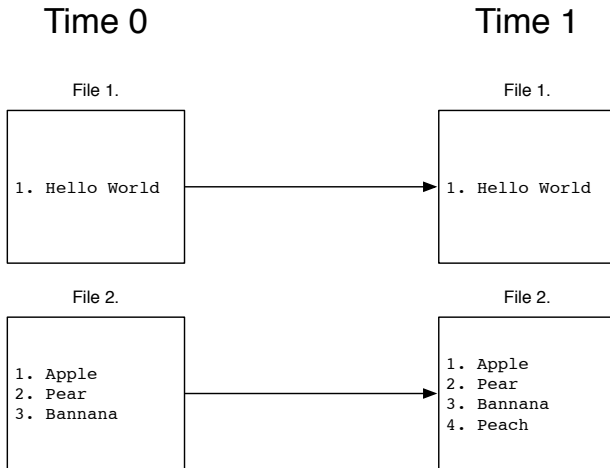 Time 0
Time 1
File 1.
File 1.
1. Hello World
1. Hello World
File 2.
File 2.
1. Apple
2. Pear
3. Bannana
1. Apple
2. Pear
3. Bannana
4. Peach